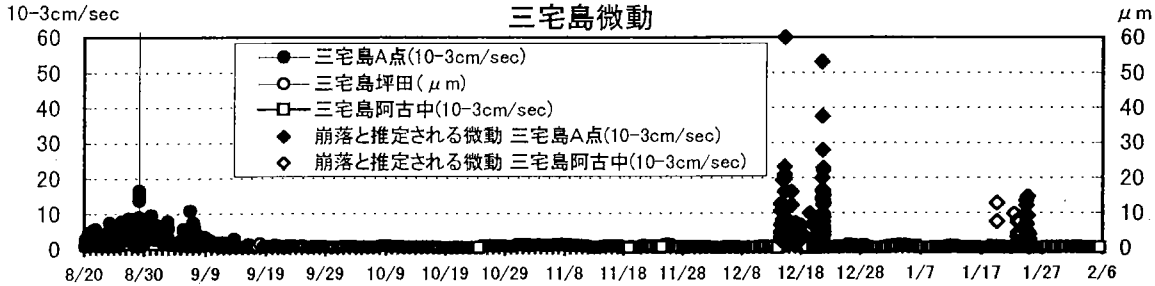 三宅島微動
10-3cm/sec
μm
60
50
40
30
20
10
0
三宅島A点(10-3cm/sec)
三宅島坪田(μm)
三宅島阿古中(10-3cm/sec)
崩落と推定される微動 三宅島A点(10-3cm/sec)
崩落と推定される微動 三宅島阿古中(10-3cm/sec)
60
50
40
30
20
10
0
8/20 8/30 9/9 9/19 9/29 10/9 10/19 10/29 11/8 11/18 11/28 12/8 12/18 12/28 1/7 1/17 1/27 2/6